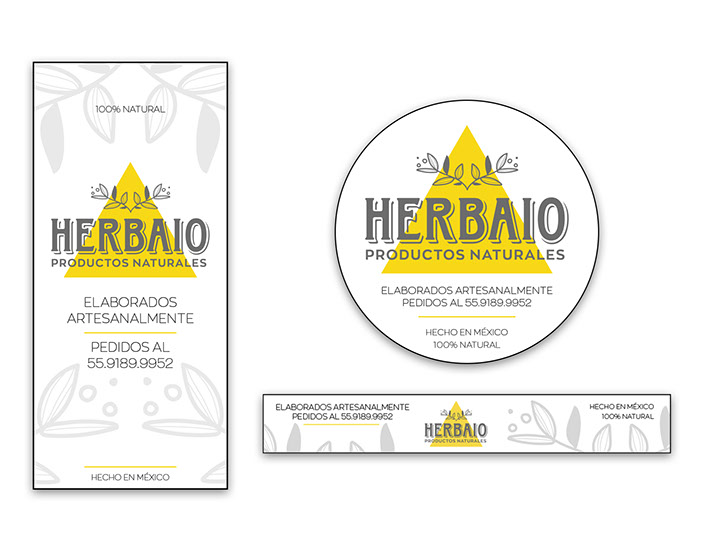 100% NATURAL
HERBAIO
PRODUCTOS NATURALES
ELABORADOS
ARTESANALMENTE
PEDIDOS AL
55.9189.9952
HECHO EN MÉXICO
HERBAIO
PRODUCTOS NATURALES
ELABORADOS ARTESANALMENTE
PEDIDOS AL 55.9189.9952
HECHO EN MÉXICO
100% NATURAL
ELABORADOS ARTESANALMENTE
PEDIDOS AL 55.9189.9952
HERBAIO
PRODUCTOS NATURALES
HECHO EN MÉXICO
100% NATURAL